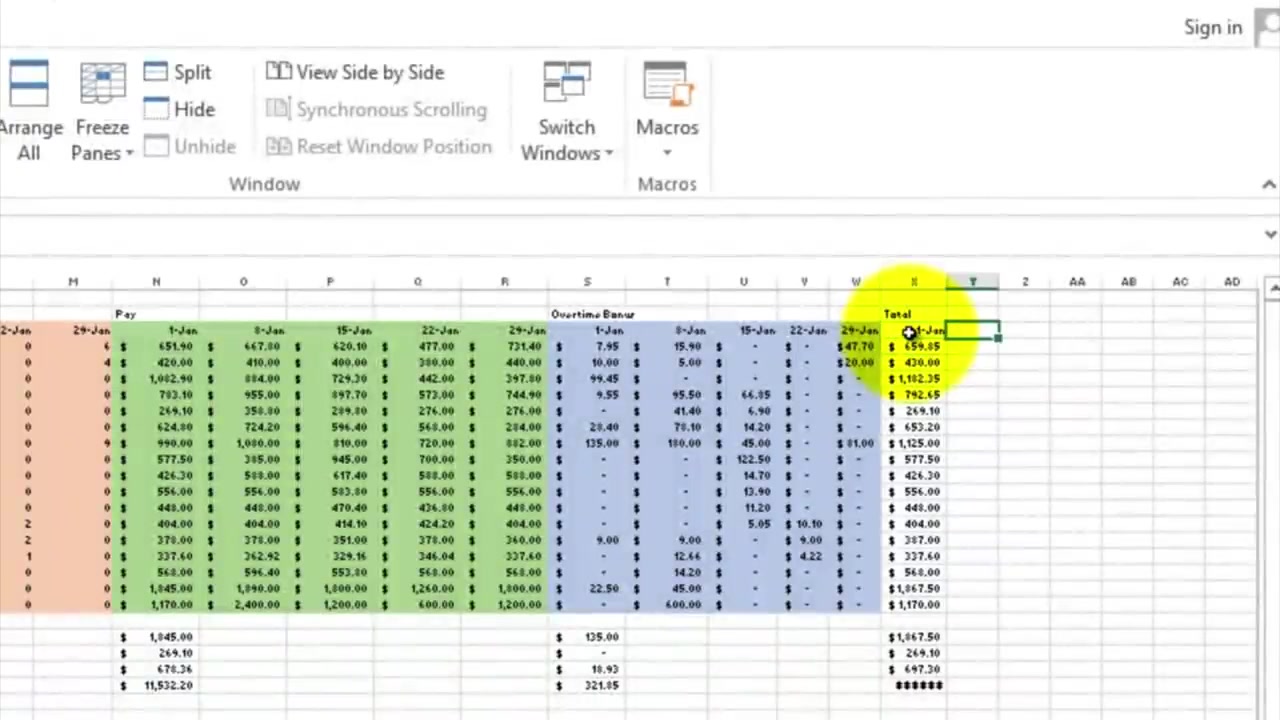 Sign in
Arrange All
Freeze Panes
Split
Hide
Unhide
View Side by Side
Synchronous Scrolling
Reset Window Position
Window
Switch Windows
Macros
Macros
M N O P Q R S T U V W X Y Z AA AB AC AD
Pay Overtime Bonus Total
2-Jan 29-Jan 1-Jan 8-Jan 15-Jan 22-Jan 29-Jan 1-Jan 8-Jan 15-Jan 22-Jan 29-Jan 1-Jan
0 6 $ 651.90 $ 667.80 $ 620.10 $ 477.00 $ 731.40 $ 7.95 $ 15.90 $ - $ - $ 47.70 $ 659.85
0 4 $ 420.00 $ 410.00 $ 400.00 $ 380.00 $ 440.00 $ 10.00 $ 5.00 $ - $ - $ 20.00 $ 430.00
0 0 $ 1,082.90 $ 884.00 $ 729.30 $ 442.00 $ 397.80 $ 99.45 $ - $ - $ - $ - $ 1,182.35
0 0 $ 783.10 $ 955.00 $ 897.70 $ 573.00 $ 744.90 $ 9.55 $ 95.50 $ 66.85 $ - $ - $ 792.65
0 0 $ 269.10 $ 358.80 $ 289.80 $ 276.00 $ 276.00 $ - $ 41.40 $ 6.90 $ - $ - $ 269.10
0 0 $ 624.80 $ 724.20 $ 596.40 $ 568.00 $ 284.00 $ 28.40 $ 78.10 $ 14.20 $ - $ - $ 653.20
0 9 $ 990.00 $ 1,080.00 $ 810.00 $ 720.00 $ 882.00 $ 135.00 $ 180.00 $ 45.00 $ - $ 81.00 $ 1,125.00
0 0 $ 577.50 $ 385.00 $ 945.00 $ 700.00 $ 350.00 $ - $ - $ 122.50 $ - $ - $ 577.50
0 0 $ 426.30 $ 588.00 $ 617.40 $ 588.00 $ 588.00 $ - $ - $ 14.70 $ - $ - $ 426.30
0 0 $ 556.00 $ 556.00 $ 583.80 $ 556.00 $ 556.00 $ - $ - $ 13.90 $ - $ - $ 556.00
0 0 $ 448.00 $ 448.00 $ 470.40 $ 436.80 $ 448.00 $ - $ - $ 11.20 $ - $ - $ 448.00
2 0 $ 404.00 $ 404.00 $ 414.10 $ 424.20 $ 404.00 $ - $ - $ 5.05 $ 10.10 $ - $ 404.00
2 0 $ 378.00 $ 378.00 $ 351.00 $ 378.00 $ 360.00 $ 9.00 $ 9.00 $ - $ 9.00 $ - $ 387.00
1 0 $ 337.60 $ 362.92 $ 329.16 $ 346.04 $ 337.60 $ - $ 12.66 $ - $ 4.22 $ - $ 337.60
0 0 $ 568.00 $ 596.40 $ 553.80 $ 568.00 $ 568.00 $ - $ 14.20 $ - $ - $ - $ 568.00
0 0 $ 1,845.00 $ 1,890.00 $ 1,800.00 $ 1,260.00 $ 1,800.00 $ 22.50 $ 45.00 $ - $ - $ - $ 1,867.50
0 0 $ 1,170.00 $ 2,400.00 $ 1,200.00 $ 600.00 $ 1,200.00 $ - $ 600.00 $ - $ - $ - $ 1,170.00
$ 1,845.00 $ 135.00 $ 1,867.50
$ 269.10 $ - $ 269.10
$ 678.36 $ 18.93 $ 697.30
$ 11,532.20 $ 321.85 ######